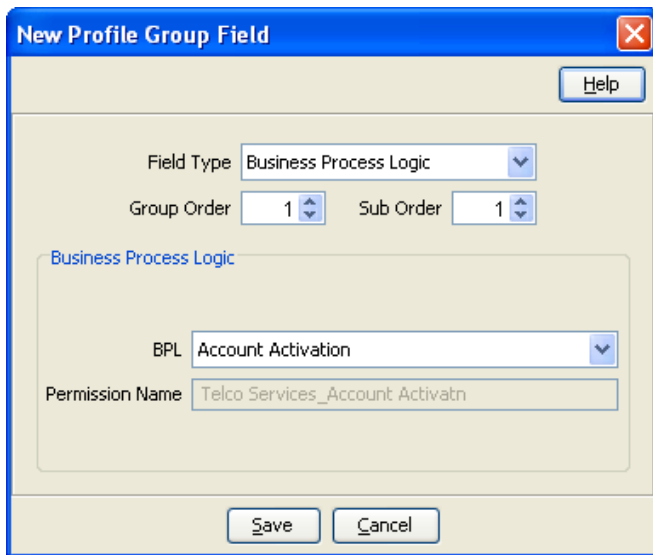 New Profile Group Field
Help
Field Type Business Process Logic
Group Order 1 Sub Order 1
Business Process Logic
BPL Account Activation
Permission Name Telco Services_Account Activatn
Save Cancel